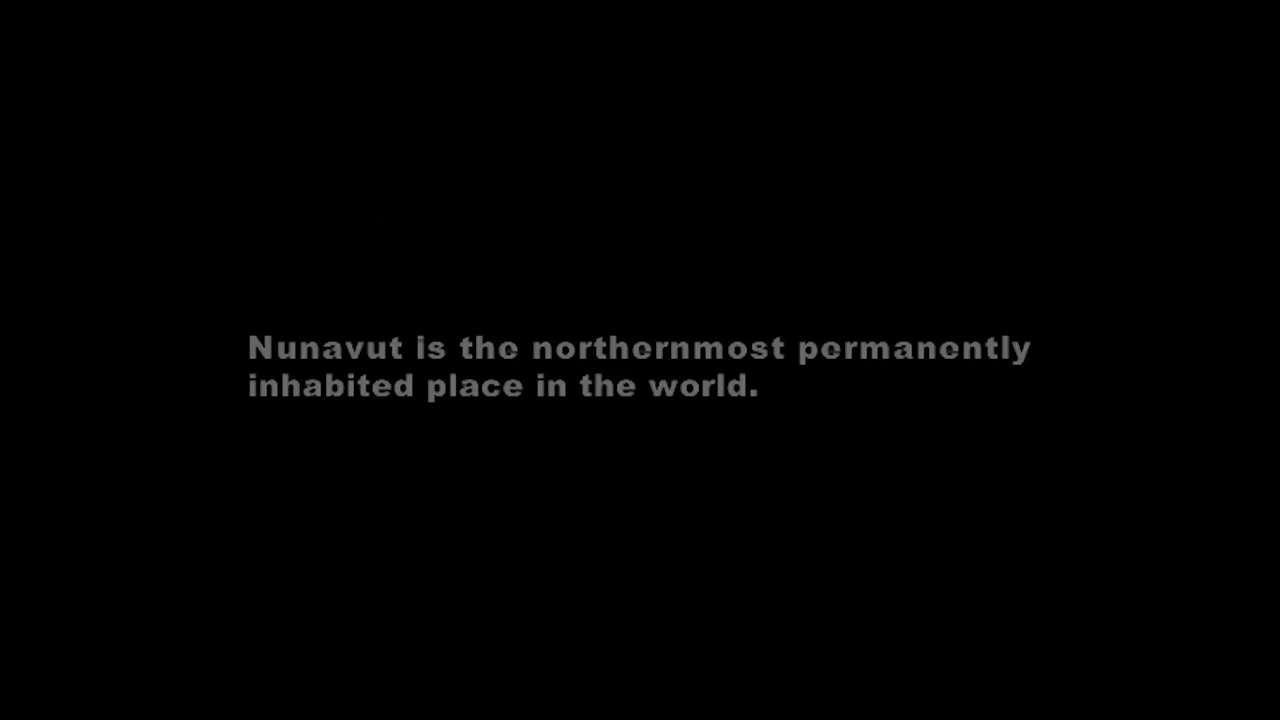 Nunavut is the northernmost permanently
inhabited place in the world.